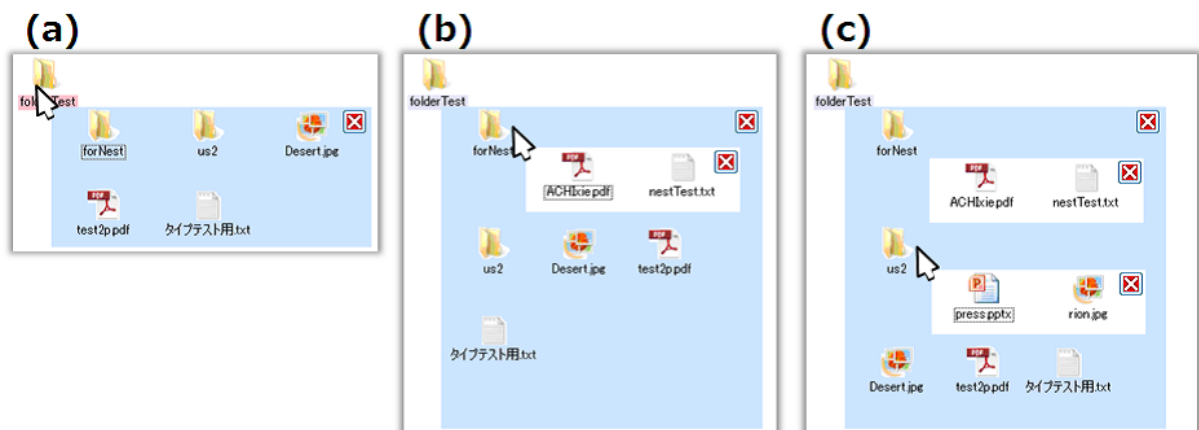 (a)
folderTest
forNest
us2
Desert.jpg
test2p.pdf
タイプテスト用.txt
(b)
folderTest
forNest
ACHIxie.pdf
nestTest.txt
us2
Desert.jpg
test2p.pdf
タイプテスト用.txt
(c)
folderTest
forNest
ACHIxie.pdf
nestTest.txt
us2
press.pptx
rion.jpg
Desert.jpg
test2p.pdf
タイプテスト用.txt